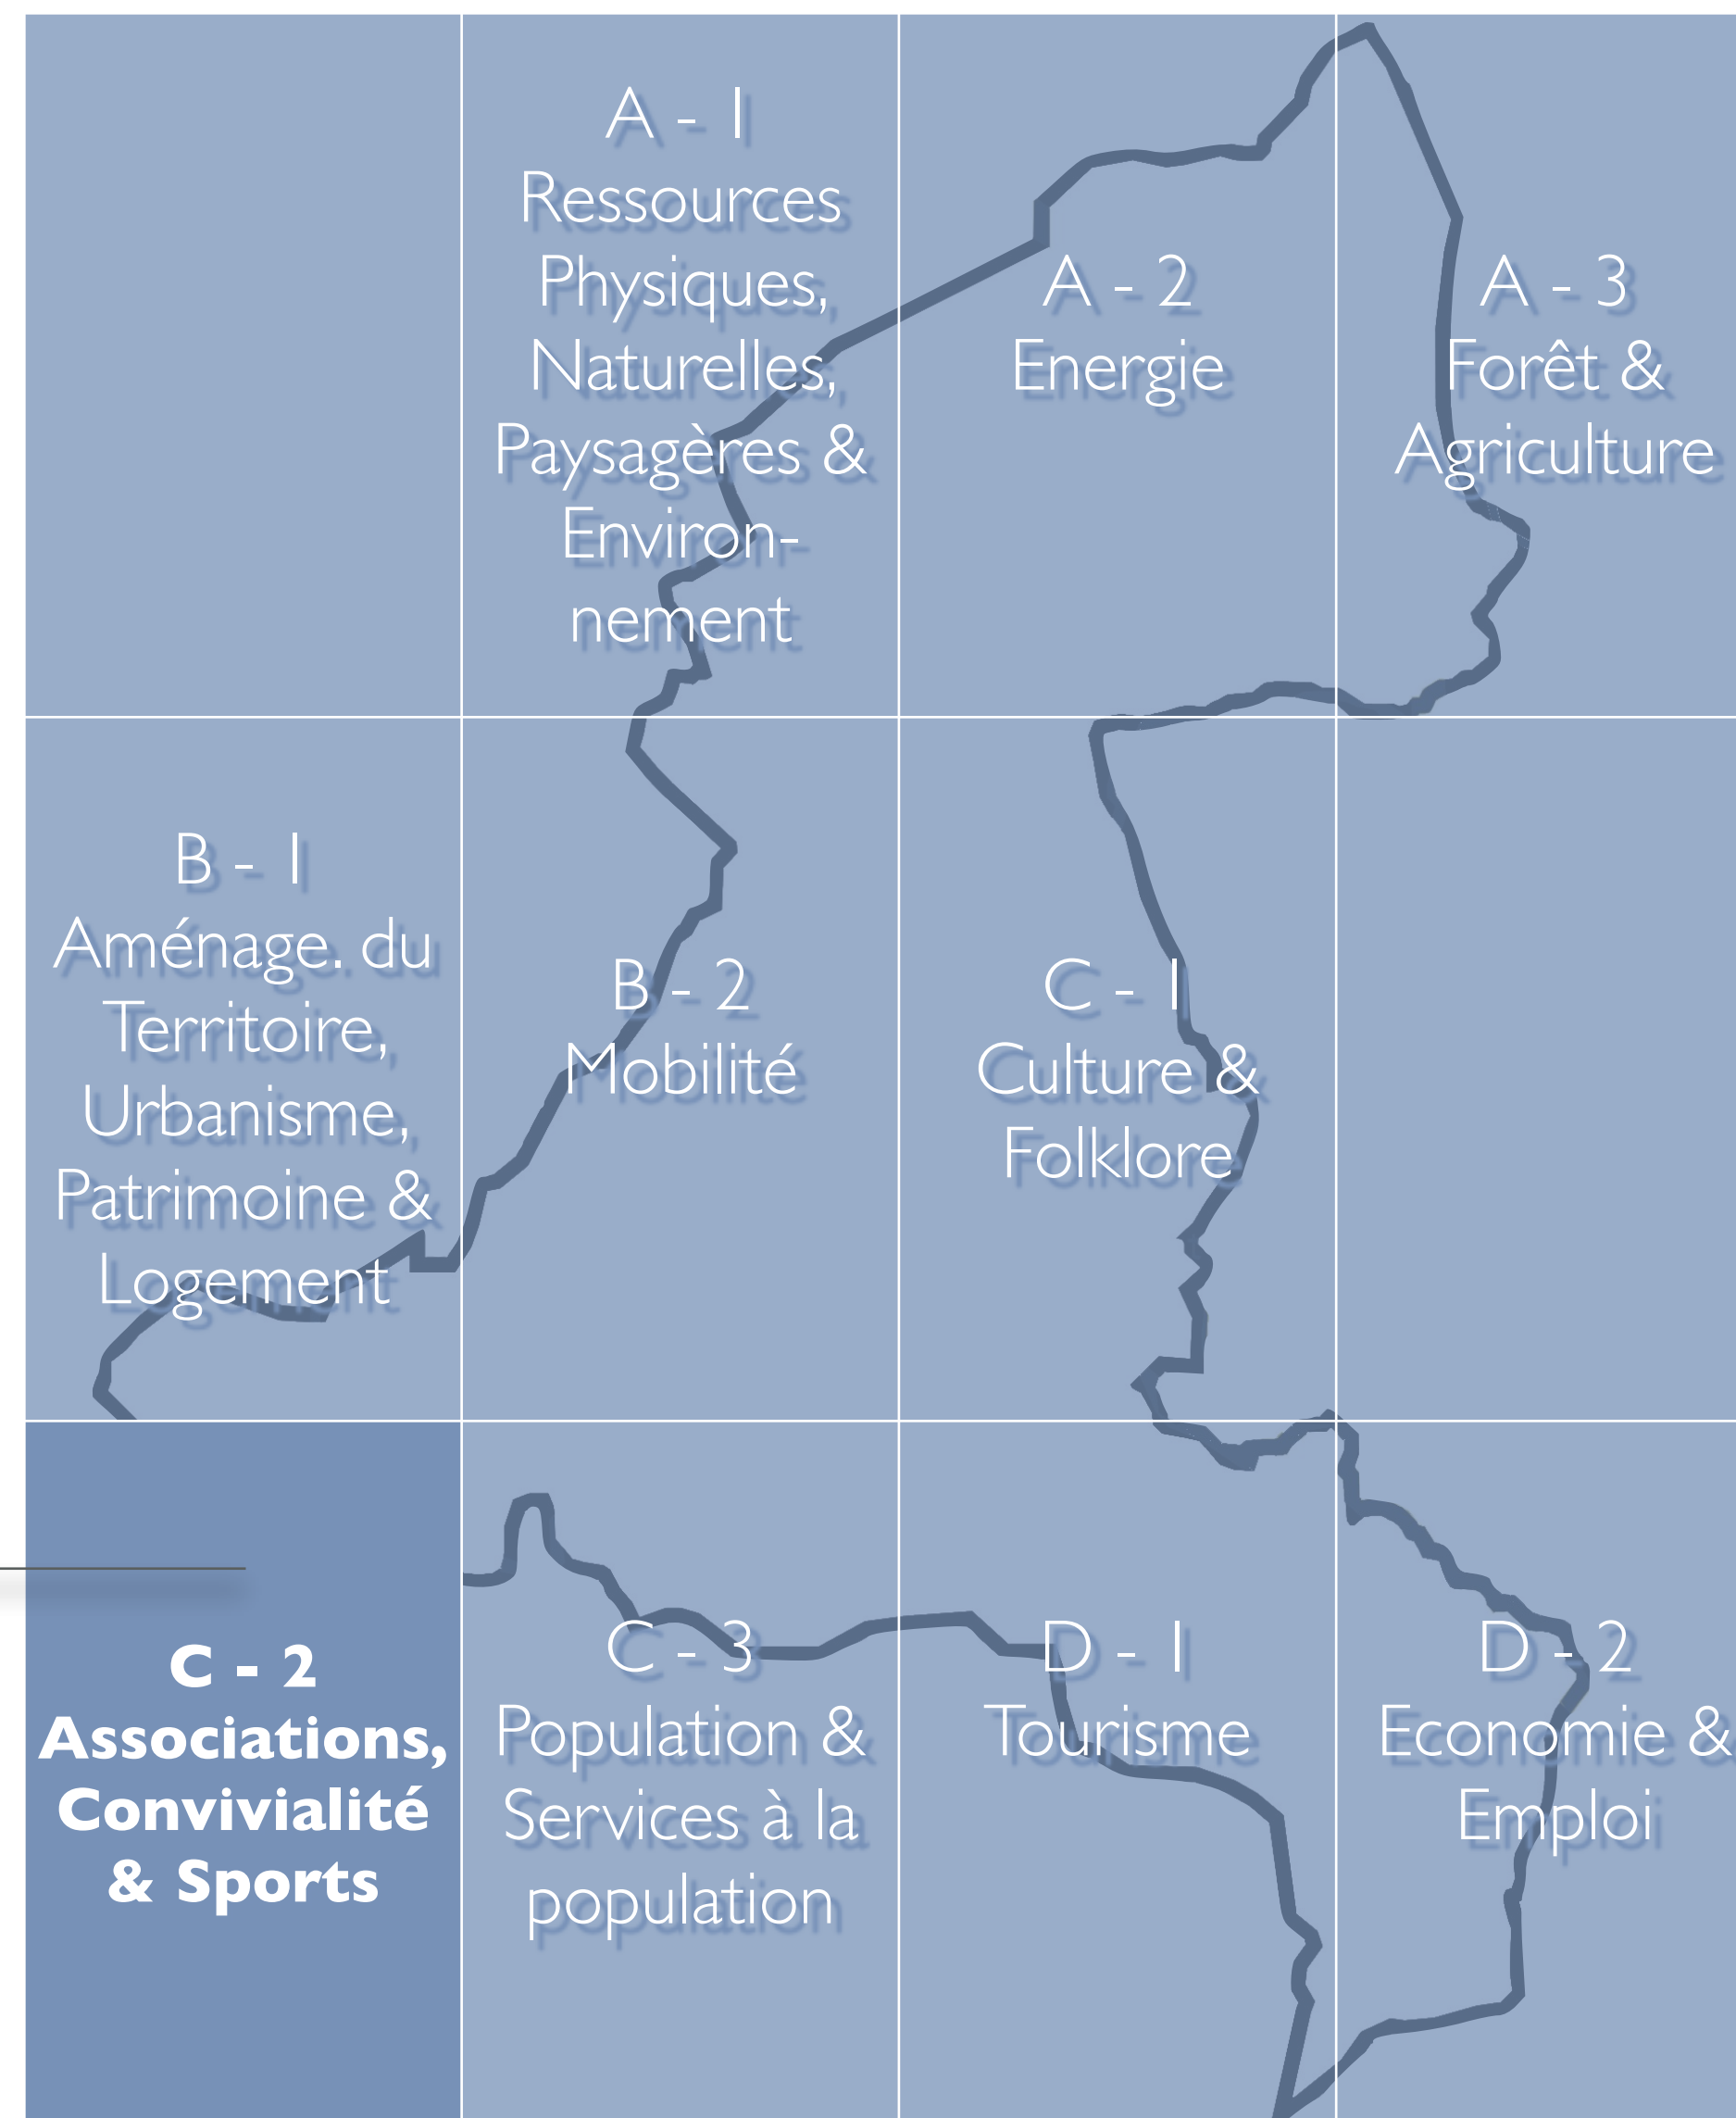 A - 1
Ressources
Physiques,
Naturelles,
Paysagères &
Environ-
nement
A - 2
Energie
A - 3
Forêt &
Agriculture
B - 1
Aménage. du
Territoire,
Urbanisme,
Patrimoine &
Logement
B - 2
Mobilité
C - 1
Culture &
Folklore
C - 2
Associations,
Convivialité
& Sports
C - 3
Population &
Services à la
population
D - 1
Tourisme
D - 2
Economie &
Emploi